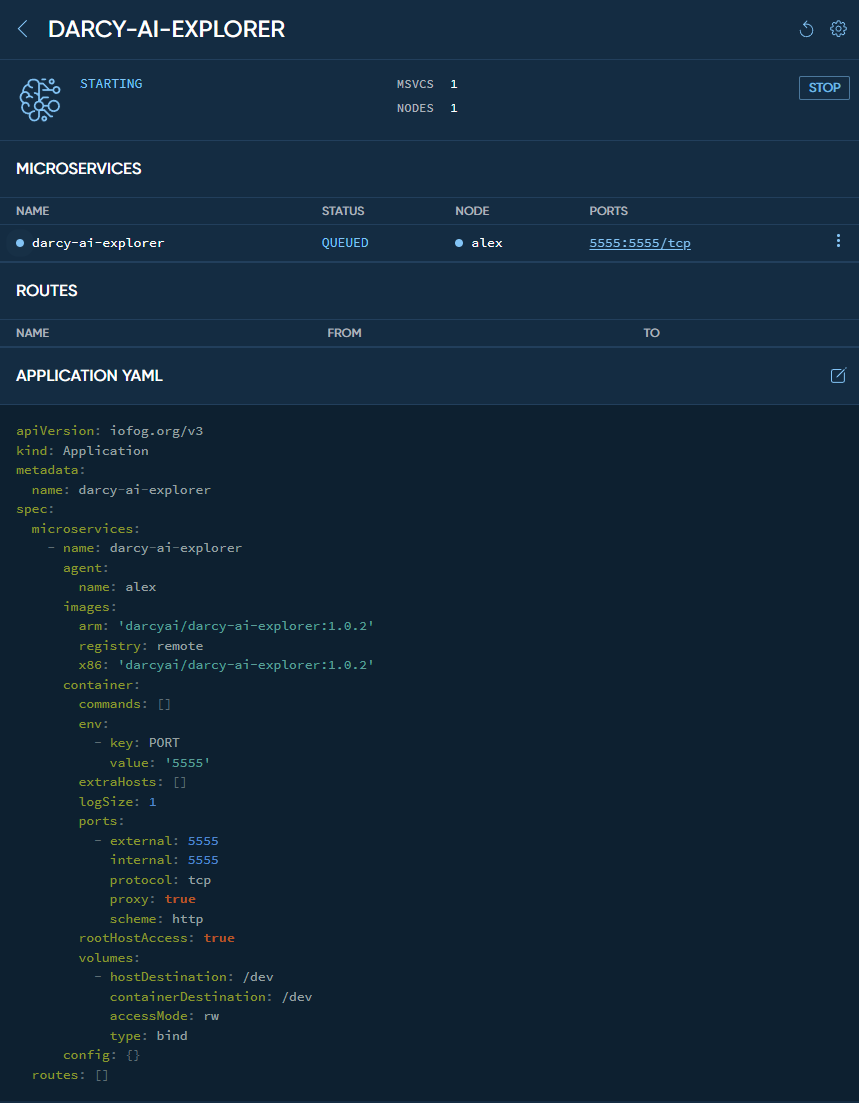 DARCY-AI-EXPLORER
STARTING
MSVCS 1
NODES 1
STOP
MICROSERVICES
NAME STATUS NODE PORTS
darcy-ai-explorer QUEUED alex 5555:5555/tcp
ROUTES
NAME FROM TO
APPLICATION YAML
apiVersion: iofog.org/v3
kind: Application
metadata:
  name: darcy-ai-explorer
spec:
  microservices:
    - name: darcy-ai-explorer
      agent:
        name: alex
      images:
        arm: 'darcyai/darcy-ai-explorer:1.0.2'
        registry: remote
        x86: 'darcyai/darcy-ai-explorer:1.0.2'
      container:
        commands: []
        env:
          - key: PORT
            value: '5555'
        extraHosts: []
        logSize: 1
        ports:
          - external: 5555
            internal: 5555
            protocol: tcp
            proxy: true
            scheme: http
        rootHostAccess: true
        volumes:
          - hostDestination: /dev
            containerDestination: /dev
            accessMode: rw
            type: bind
      config: {}
  routes: []